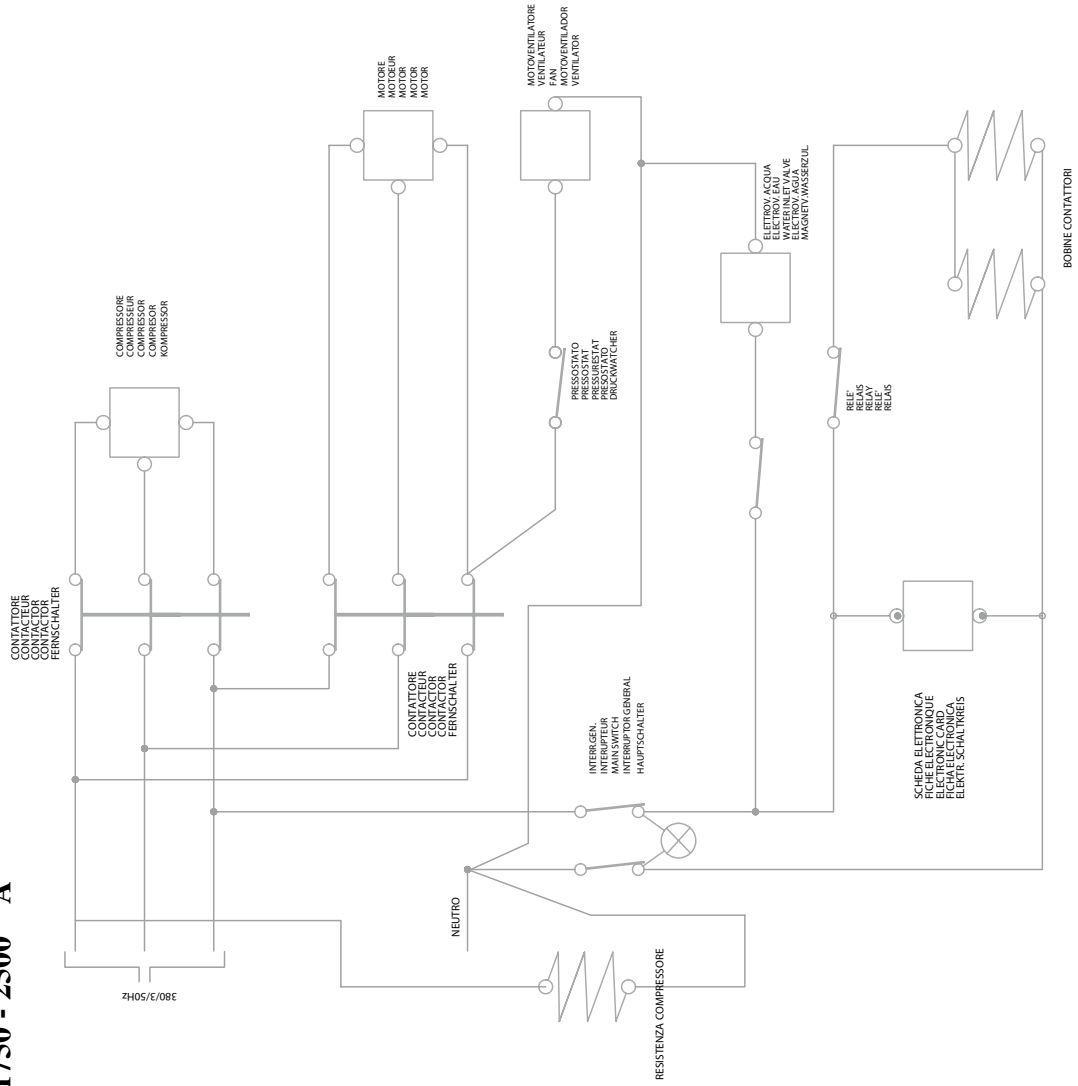 1750 - 2300    A
CONTATTORE
CONTACTEUR
CONTACTOR
CONTACTOR
FERNSCHALTER
COMPRESSORE
COMPRESSEUR
COMPRESSOR
COMPRESOR
KOMPRESSOR
MOTORE
MOTOEUR
MOTOR
MOTOR
MOTOR
MOTOVENTILATORE
VENTILATEUR
FAN
MOTOVENTILADOR
VENTILATOR
PRESSOSTATO
PRESSOSTAT
PRESSURESTAT
PRESOSTATO
DRUCKWATCHER
ELETTROV. ACQUA
ELECTROV. EAU
WATER INLET VALVE
ELECTROV. AGUA
MAGNETV.WASSERZUL.
RELE'
RELAIS
RELAY
RELE'
RELAIS
BOBINE CONTATTORI
CONTATTORE
CONTACTEUR
CONTACTOR
CONTACTOR
FERNSCHALTER
INTERR.GEN.
INTERUPTEUR
MAIN SWITCH
INTERRUPTOR GENERAL
HAUPTSCHALTER
SCHEDA ELETTRONICA
FICHE ELECTRONIQUE
ELECTRONIC CARD
FICHA ELECTRONICA
ELEKTR. SCHALTKREIS
NEUTRO
380/3/50Hz
RESISTENZA COMPRESSORE